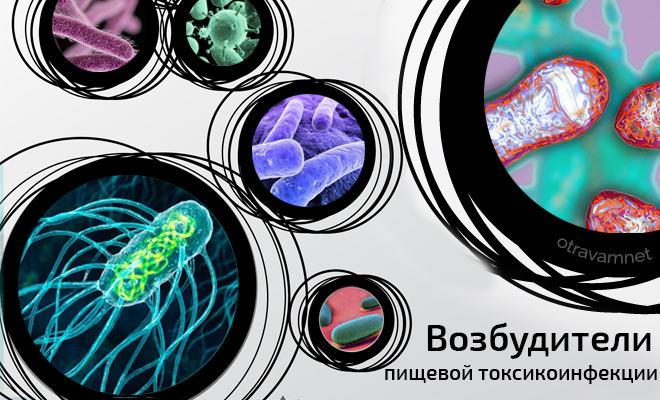 otravamnet
Возбудители
пищевой токсикоинфекции